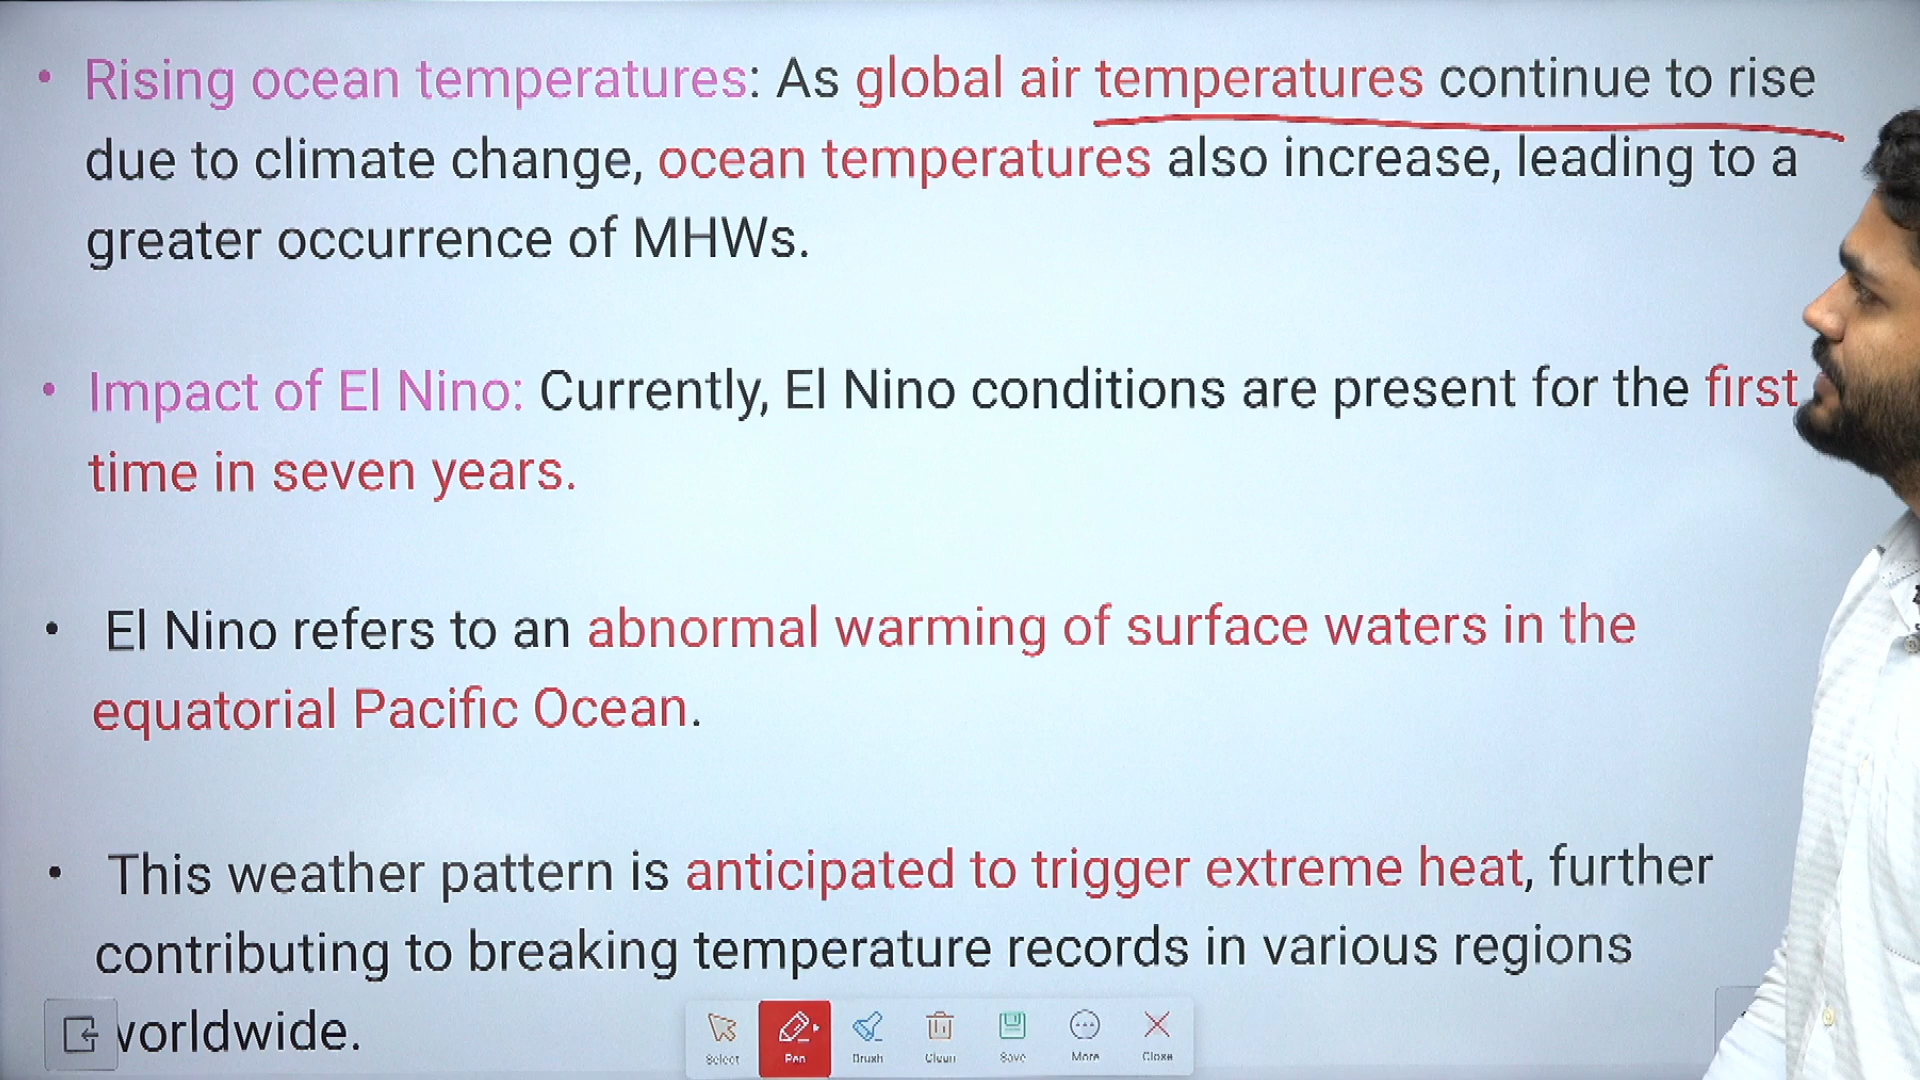 • Rising ocean temperatures: As global air temperatures continue to rise
due to climate change, ocean temperatures also increase, leading to a
greater occurrence of MHWs.
• Impact of El Nino: Currently, El Nino conditions are present for the first
time in seven years.
• El Nino refers to an abnormal warming of surface waters in the
equatorial Pacific Ocean.
• This weather pattern is anticipated to trigger extreme heat, further
contributing to breaking temperature records in various regions
worldwide.
Select Pen Brush Clean Save More Close